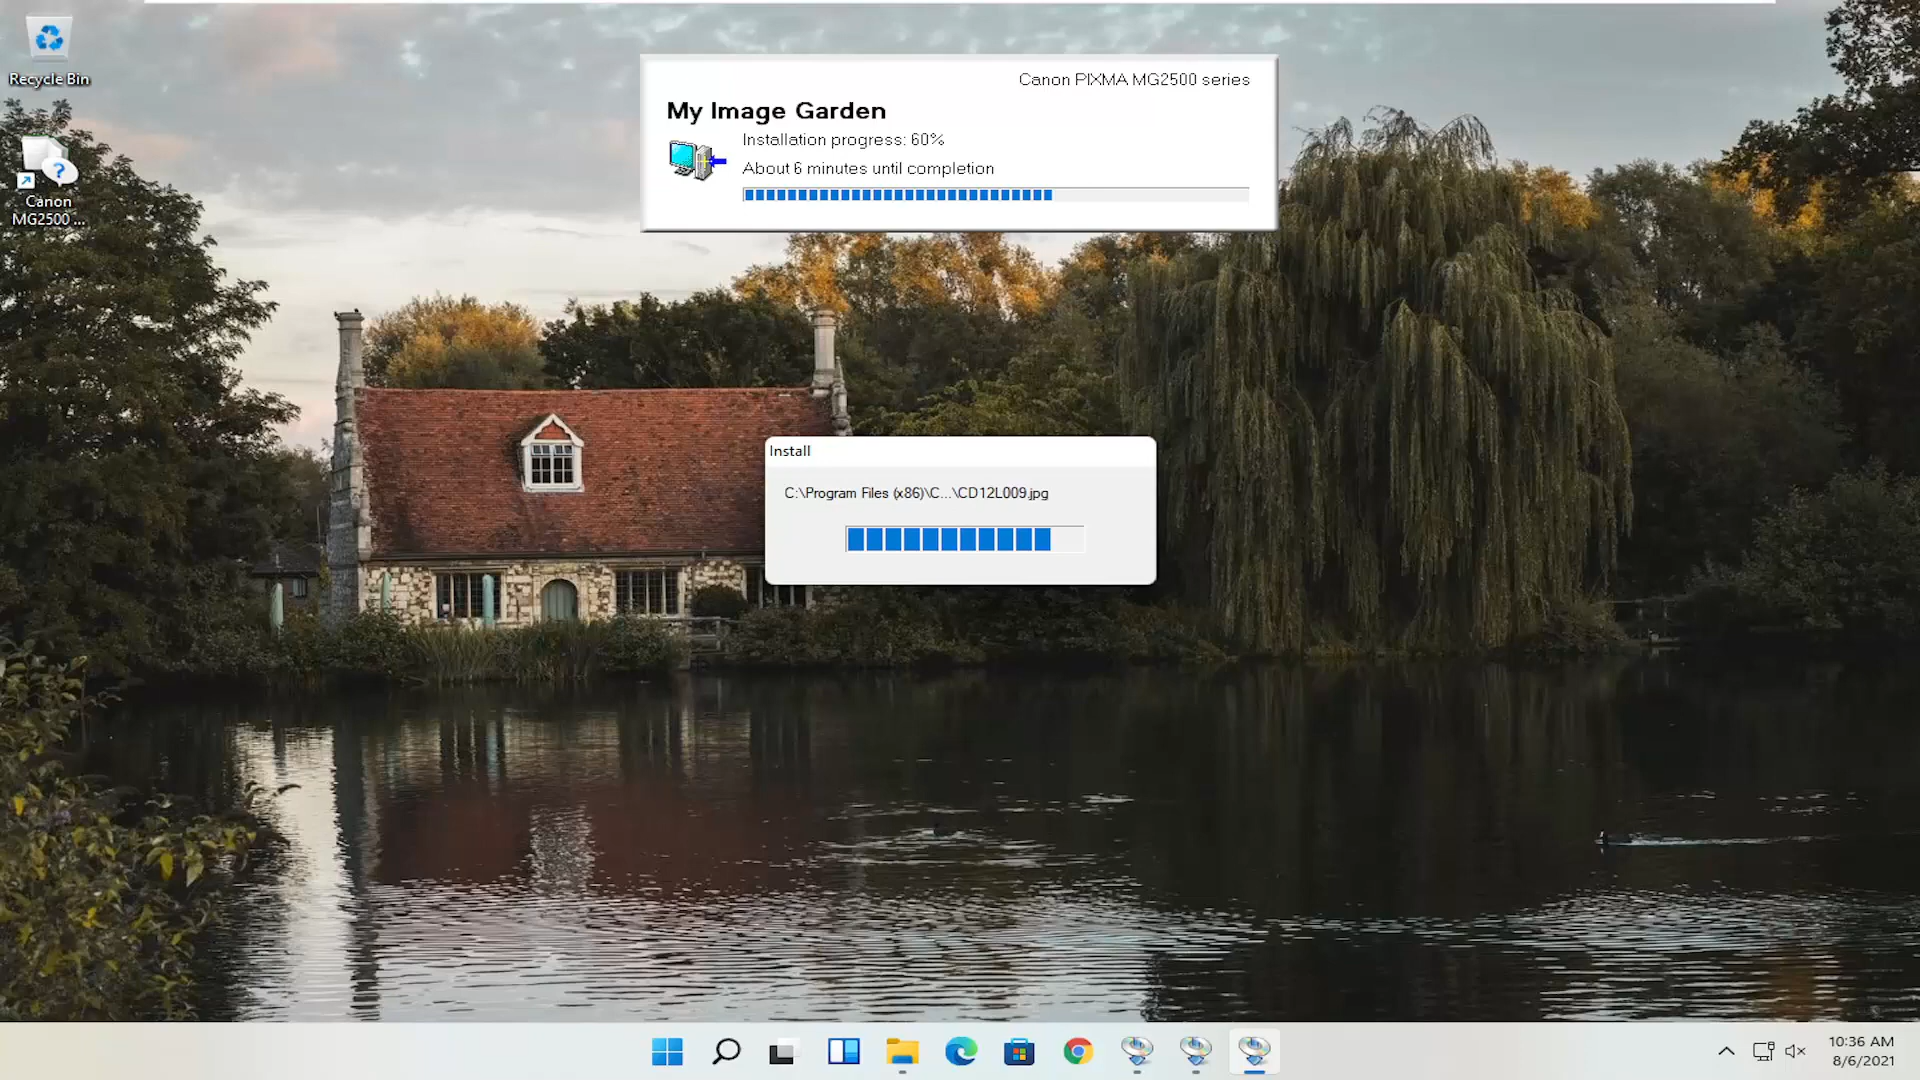 Recycle Bin
Canon
MG2500 ...
Canon PIXMA MG2500 series
My Image Garden
Installation progress: 60%
About 6 minutes until completion
Install
C:\Program Files (x86)\C...\CD12L009.jpg
10:36 AM
8/6/2021